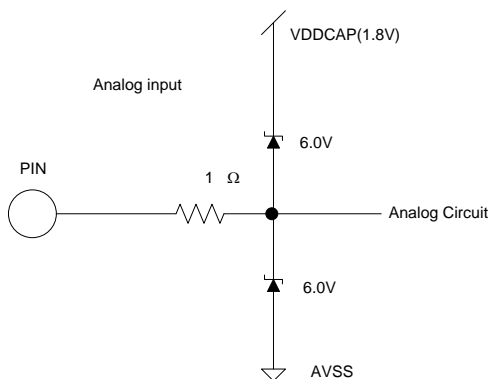 VDDCAP(1.8V)
Analog input
6.0V
PIN
1 Ω
Analog Circuit
6.0V
AVSS